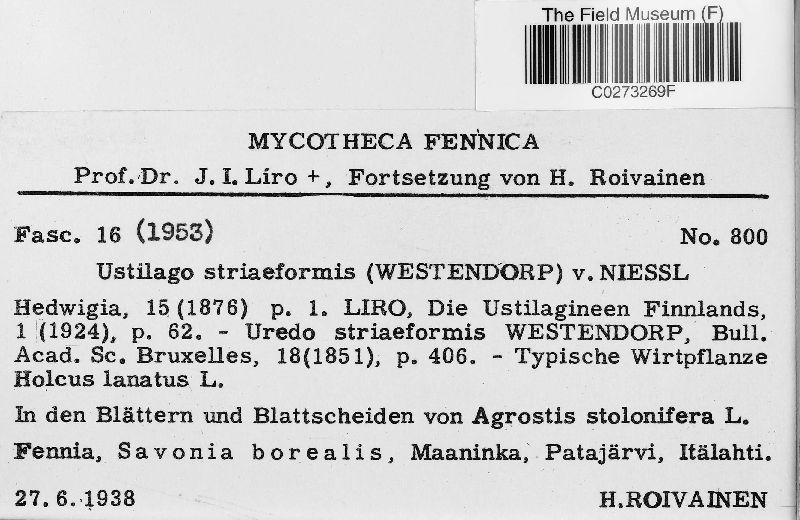 The Field Museum (F)
C0273269F
MYCOTHECA FENNICA
Prof. Dr. J. I. Liro +, Fortsetzung von H. Roivainen
Fasc. 16 (1953) No. 800
Ustilago striaeformis (WESTENDORP) v. NIESSL
Hedwigia, 15 (1876) p. 1. LIRO, Die Ustilagineen Finnlands,
1 (1924), p. 62. - Uredo striaeformis WESTENDORP, Bull.
Acad. Sc. Bruxelles, 18(1851), p. 406. - Typische Wirtpflanze
Holcus lanatus L.
In den Blättern und Blattscheiden von Agrostis stolonifera L.
Fennia, Savonia borealis, Maaninka, Patajärvi, Itälahti.
27. 6. 1938 H. ROIVAINEN